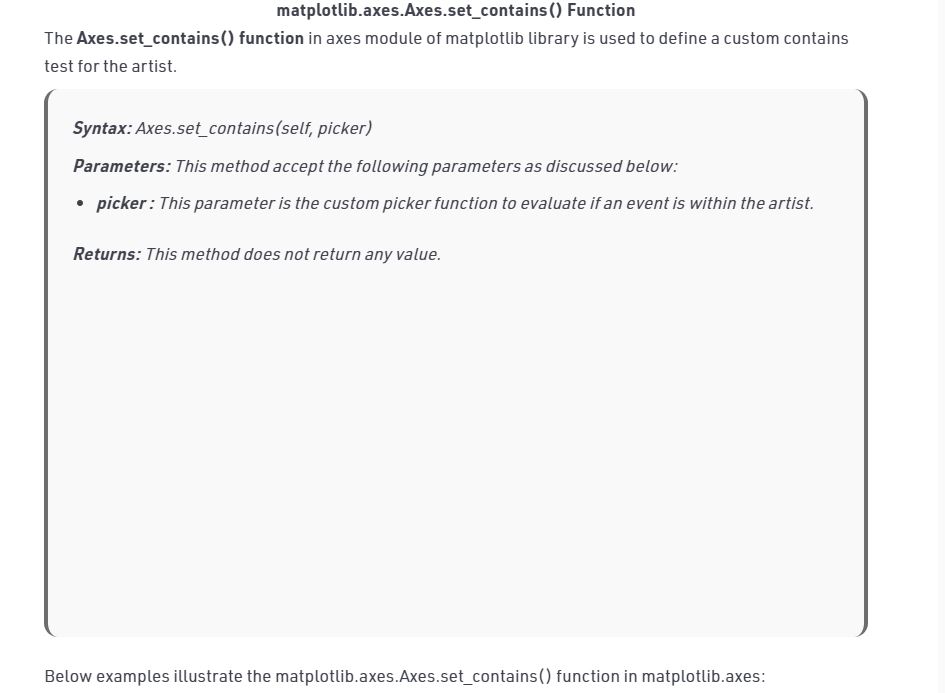 matplotlib.axes.Axes.set_contains() Function
The Axes.set_contains() function in axes module of matplotlib library is used to define a custom contains
test for the artist.
Syntax: Axes.set_contains(self, picker)
Parameters: This method accept the following parameters as discussed below:
• picker : This parameter is the custom picker function to evaluate if an event is within the artist.
Returns: This method does not return any value.
Below examples illustrate the matplotlib.axes.Axes.set_contains() function in matplotlib.axes: